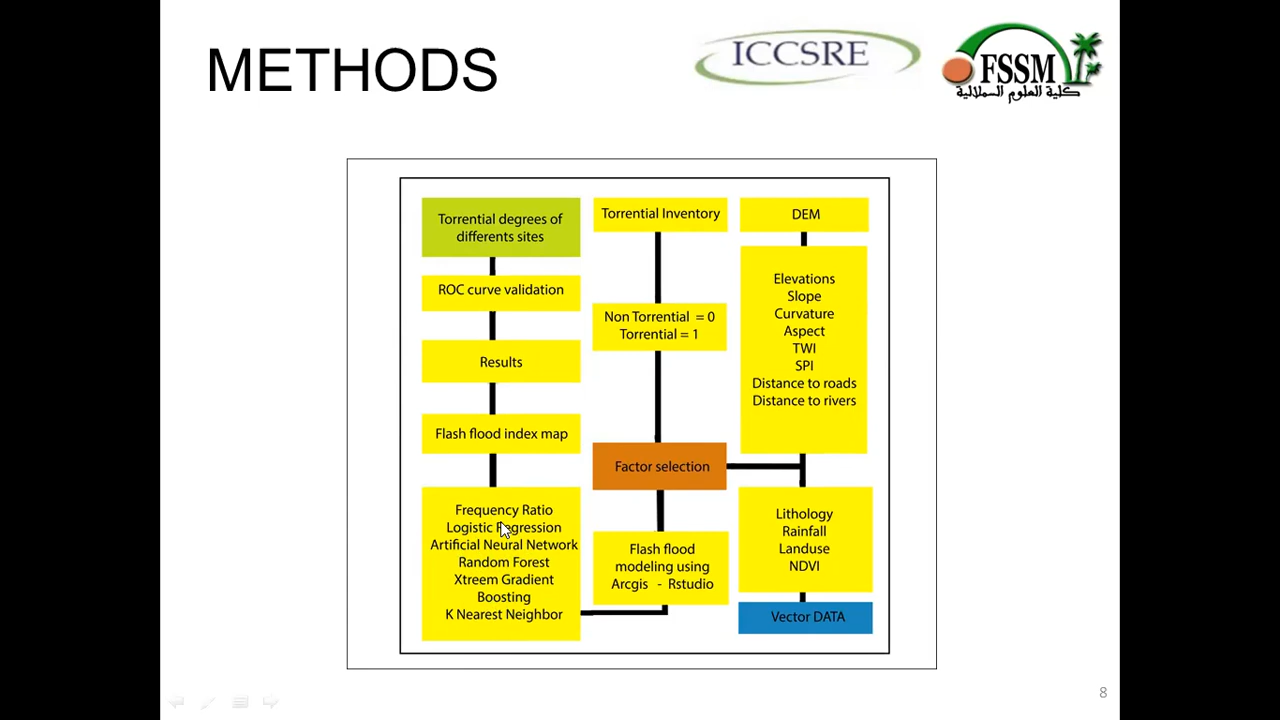 METHODS
ICCSRE
FSSM
كلية العلوم السملالية
Torrential degrees of
differents sites
ROC curve validation
Results
Flash flood index map
Frequency Ratio
Logistic Regression
Artificial Neural Network
Random Forest
Xtreem Gradient
Boosting
K Nearest Neighbor
Torrential Inventory
Non Torrential = 0
Torrential = 1
Factor selection
Flash flood
modeling using
Arcgis - Rstudio
DEM
Elevations
Slope
Curvature
Aspect
TWI
SPI
Distance to roads
Distance to rivers
Lithology
Rainfall
Landuse
NDVI
Vector DATA
8